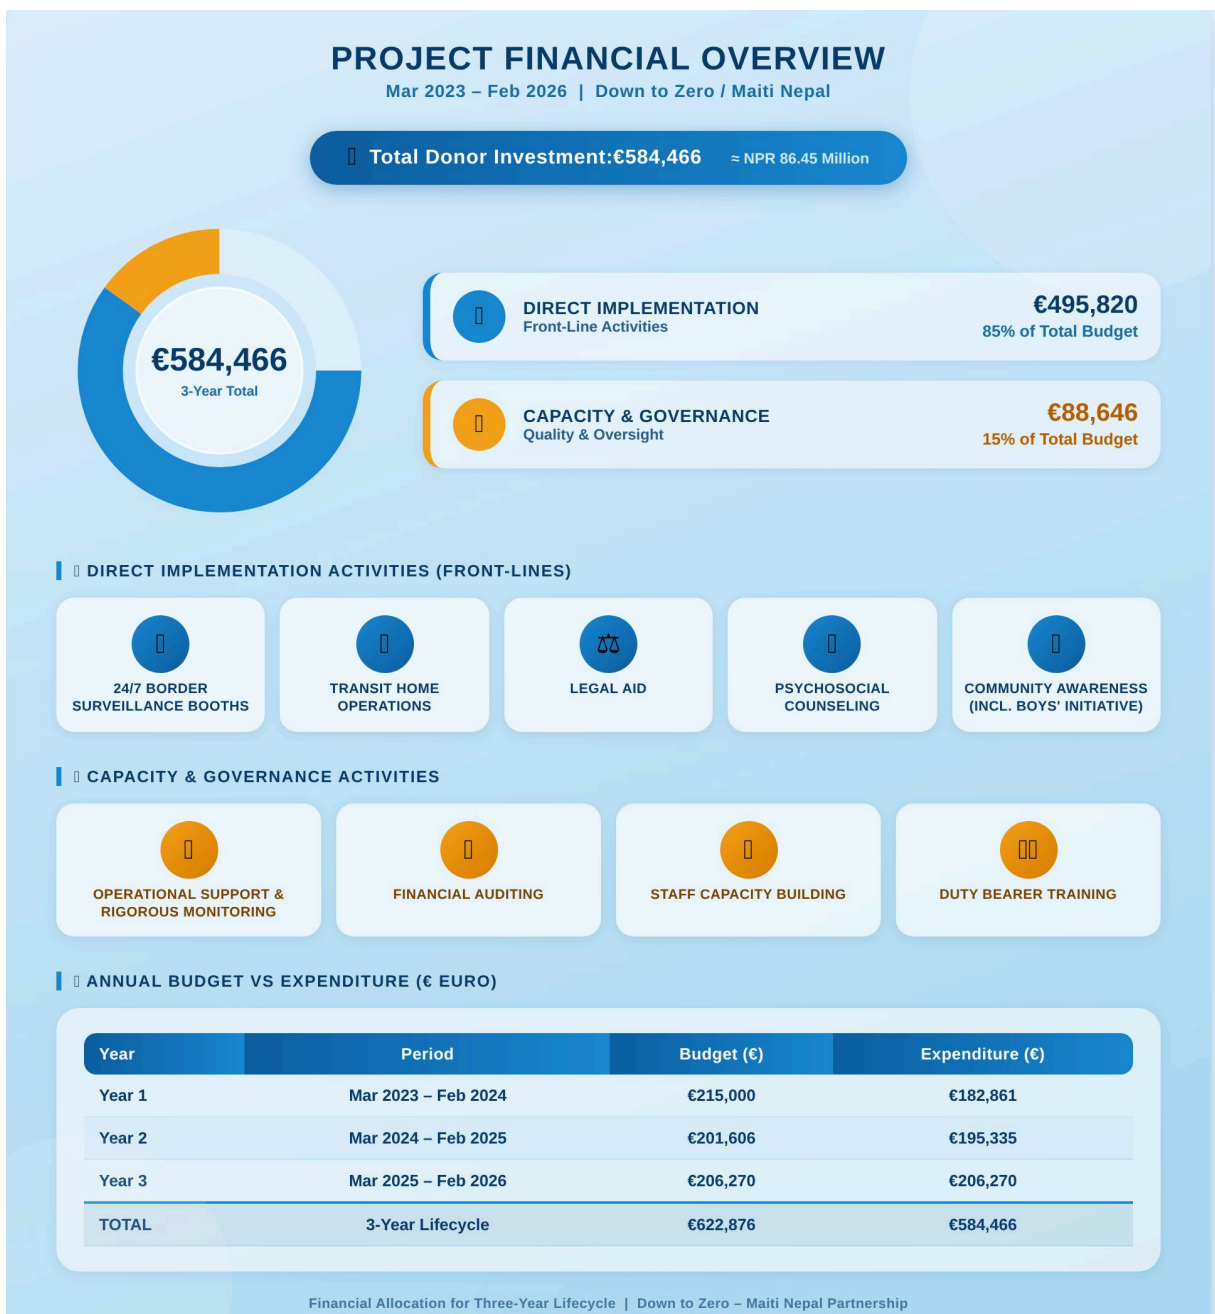 PROJECT FINANCIAL OVERVIEW
Mar 2023 – Feb 2026 | Down to Zero / Maiti Nepal
Total Donor Investment:€584,466 ≈ NPR 86.45 Million
€584,466
3-Year Total
DIRECT IMPLEMENTATION
Front-Line Activities
€495,820
85% of Total Budget
CAPACITY & GOVERNANCE
Quality & Oversight
€88,646
15% of Total Budget
DIRECT IMPLEMENTATION ACTIVITIES (FRONT-LINES)
24/7 BORDER
SURVEILLANCE BOOTHS
TRANSIT HOME
OPERATIONS
LEGAL AID
PSYCHOSOCIAL
COUNSELING
COMMUNITY AWARENESS
(INCL. BOYS' INITIATIVE)
CAPACITY & GOVERNANCE ACTIVITIES
OPERATIONAL SUPPORT &
RIGOROUS MONITORING
FINANCIAL AUDITING
STAFF CAPACITY BUILDING
DUTY BEARER TRAINING
ANNUAL BUDGET VS EXPENDITURE (€ EURO)
Year Period Budget (€) Expenditure (€)
Year 1 Mar 2023 – Feb 2024 €215,000 €182,861
Year 2 Mar 2024 – Feb 2025 €201,606 €195,335
Year 3 Mar 2025 – Feb 2026 €206,270 €206,270
TOTAL 3-Year Lifecycle €622,876 €584,466
Financial Allocation for Three-Year Lifecycle | Down to Zero – Maiti Nepal Partnership